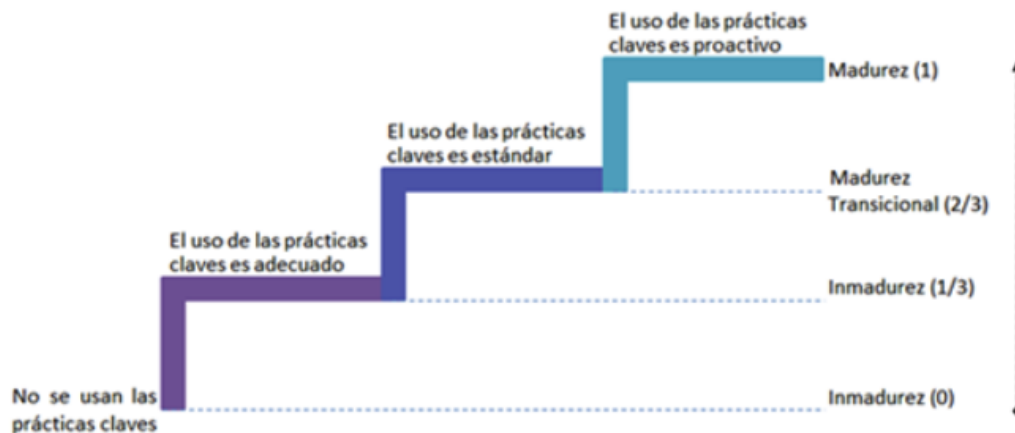 El uso de las prácticas
claves es proactivo
Madurez (1)
El uso de las prácticas
claves es estándar
Madurez
Transicional (2/3)
El uso de las prácticas
claves es adecuado
Inmadurez (1/3)
No se usan las
prácticas claves
Inmadurez (0)